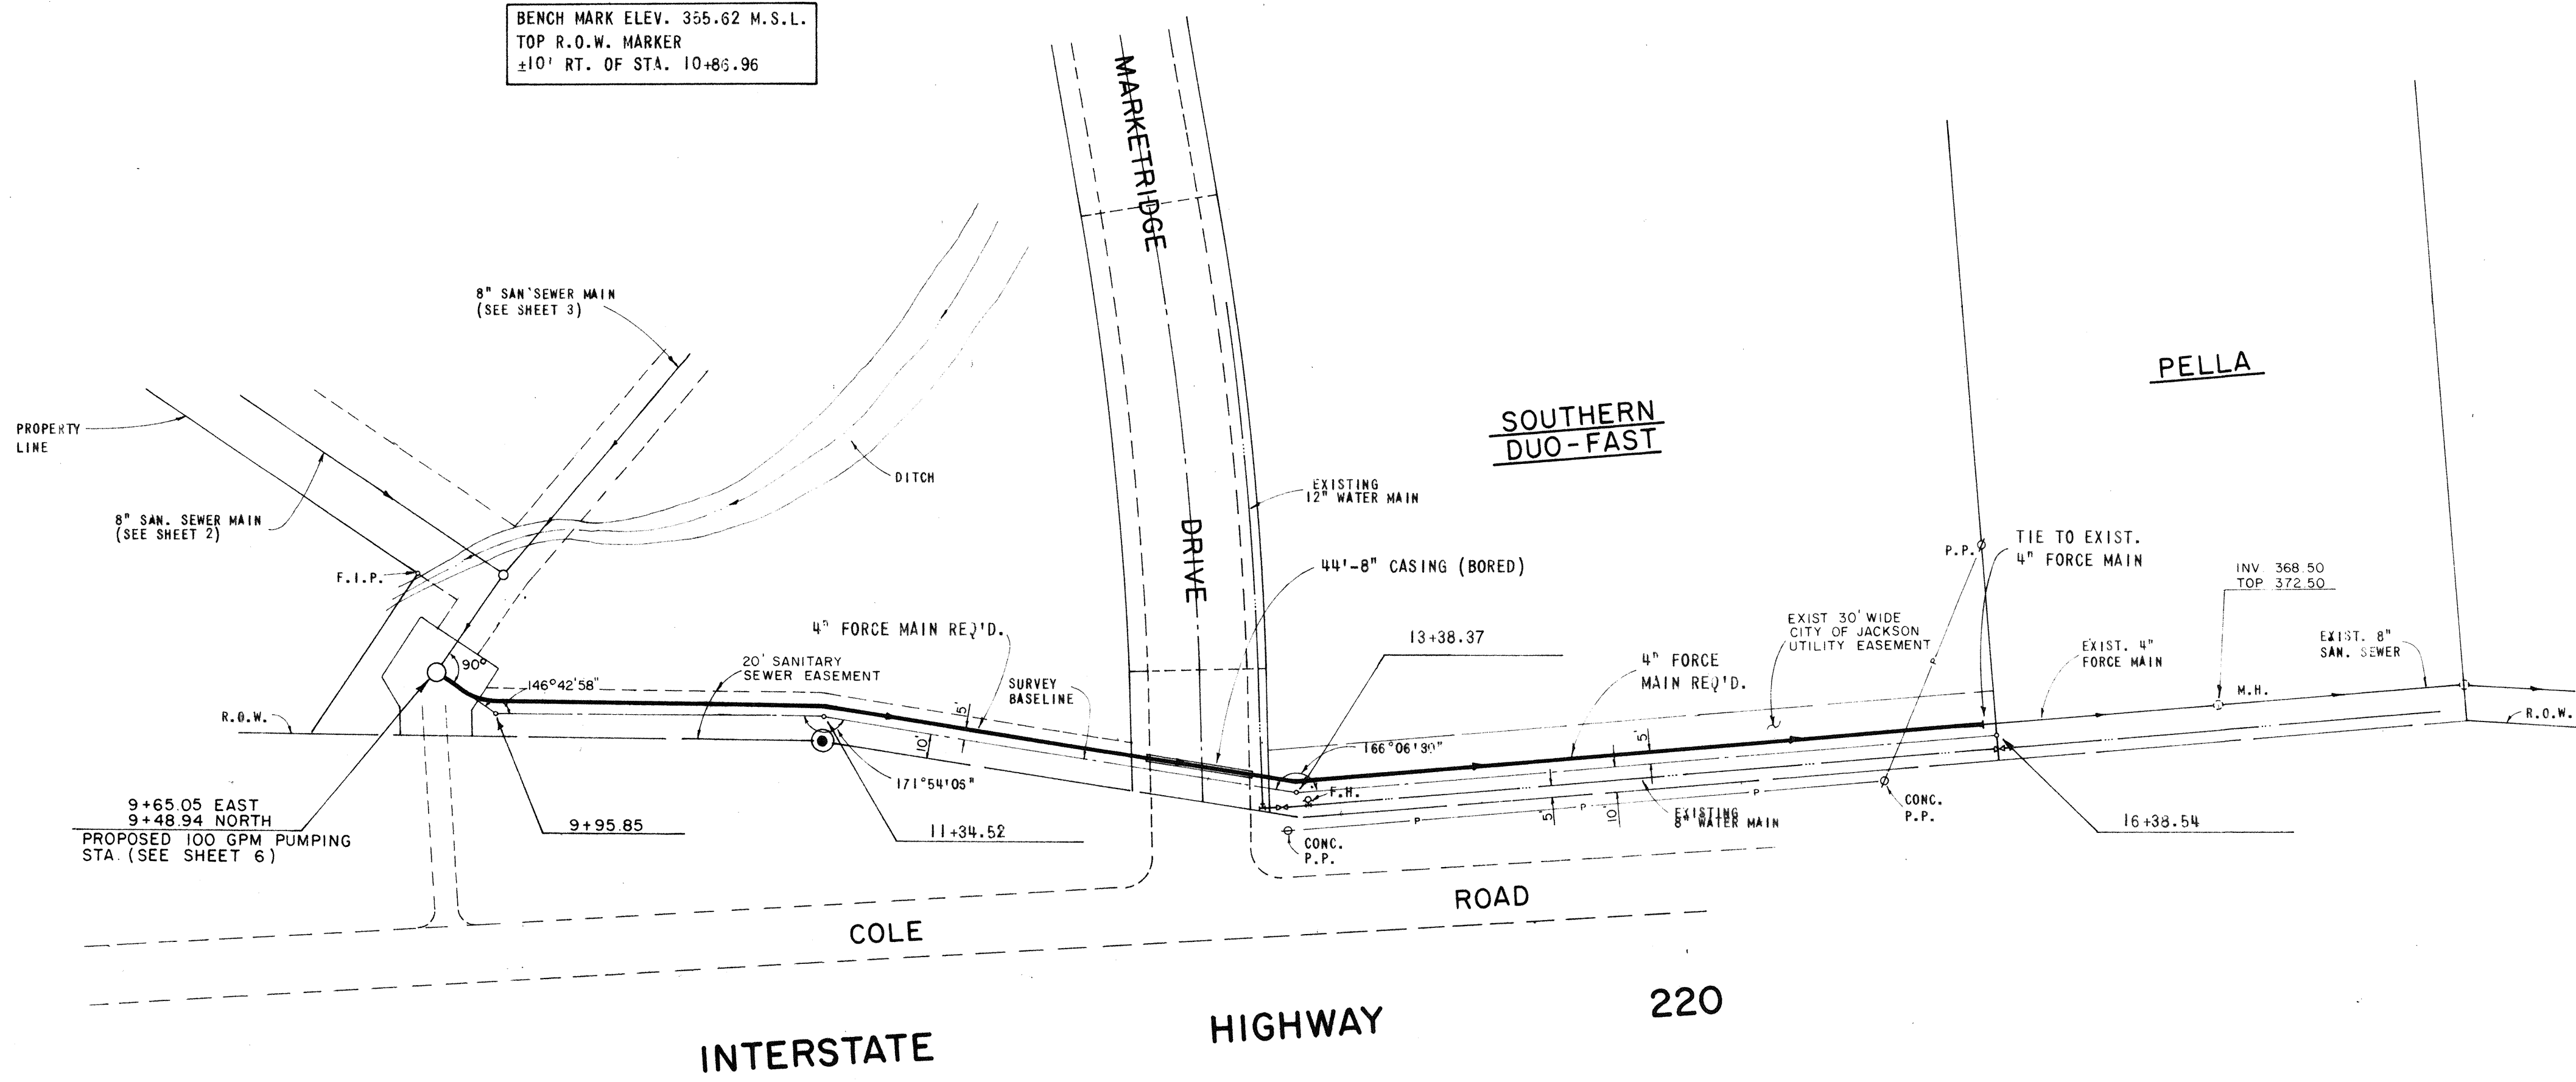 BENCH MARK ELEV. 355.62 M.S.L.
TOP R.O.W. MARKER
±10' RT. OF STA. 10+86.96
MARKETRIDGE
DRIVE
8" SAN SEWER MAIN
(SEE SHEET 3)
PROPERTY
LINE
8" SAN. SEWER MAIN
(SEE SHEET 2)
F.I.P.
DITCH
PELLA
SOUTHERN
DUO-FAST
EXISTING
12" WATER MAIN
44'-8" CASING (BORED)
P.P.
TIE TO EXIST.
4" FORCE MAIN
INV. 368.50
TOP 372.50
4" FORCE MAIN REQ'D.
20' SANITARY
SEWER EASEMENT
SURVEY
BASELINE
13+38.37
4" FORCE
MAIN REQ'D.
EXIST 30' WIDE
CITY OF JACKSON
UTILITY EASEMENT
EXIST. 4"
FORCE MAIN
EXIST. 8"
SAN. SEWER
M.H.
R.O.W.
90°
146°42'58"
5'
10'
171°54'06"
166°06'30"
5'
R.O.W.
F.H.
5'
10'
P
P
P
P
EXISTING
8" WATER MAIN
CONC.
P.P.
CONC.
P.P.
9+65.05 EAST
9+48.94 NORTH
PROPOSED 100 GPM PUMPING
STA. (SEE SHEET 6)
9+95.85
11+34.52
16+38.54
COLE
ROAD
INTERSTATE
HIGHWAY
220